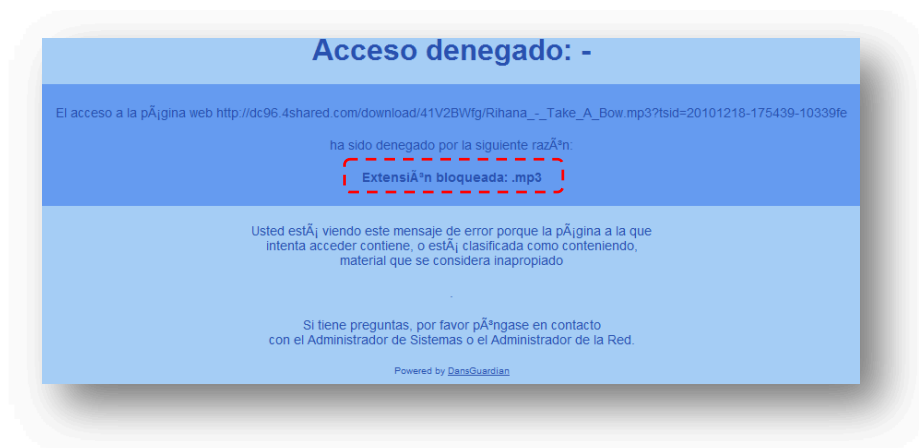 Acceso denegado: -
El acceso a la pÃ¡gina web http://dc96.4shared.com/download/41V2BWfg/Rihana_-_Take_A_Bow.mp3?tsid=20101218-175439-10339fe
ha sido denegado por la siguiente razÃ³n:
ExtensiÃ³n bloqueada: .mp3
Usted estÃ¡ viendo este mensaje de error porque la pÃ¡gina a la que
intenta acceder contiene, o estÃ¡ clasificada como conteniendo,
material que se considera inapropiado
.
Si tiene preguntas, por favor pÃ³ngase en contacto
con el Administrador de Sistemas o el Administrador de la Red.
Powered by DansGuardian